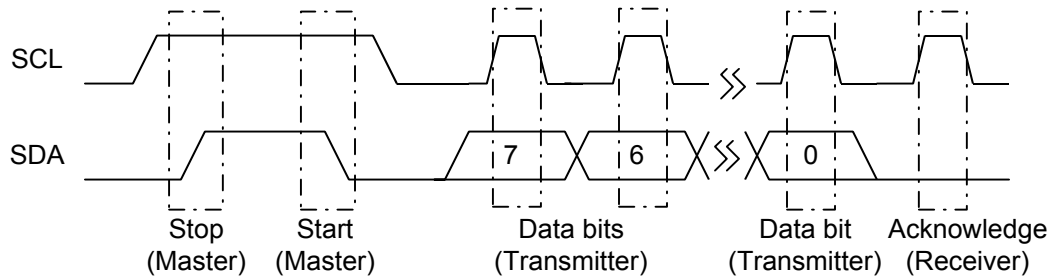 SCL
SDA
7
6
0
Stop
(Master)
Start
(Master)
Data bits
(Transmitter)
Data bit
(Transmitter)
Acknowledge
(Receiver)